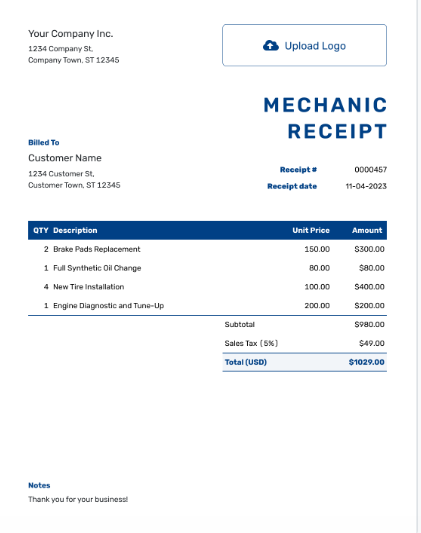 Your Company Inc.
1234 Company St,
Company Town, ST 12345
Upload Logo
MECHANIC
RECEIPT
Billed To
Customer Name
1234 Customer St,
Customer Town, ST 12345
Receipt # 0000457
Receipt date 11-04-2023
QTY Description Unit Price Amount
2 Brake Pads Replacement 150.00 $300.00
1 Full Synthetic Oil Change 80.00 $80.00
4 New Tire Installation 100.00 $400.00
1 Engine Diagnostic and Tune-Up 200.00 $200.00
Subtotal $980.00
Sales Tax (5%) $49.00
Total (USD) $1029.00
Notes
Thank you for your business!